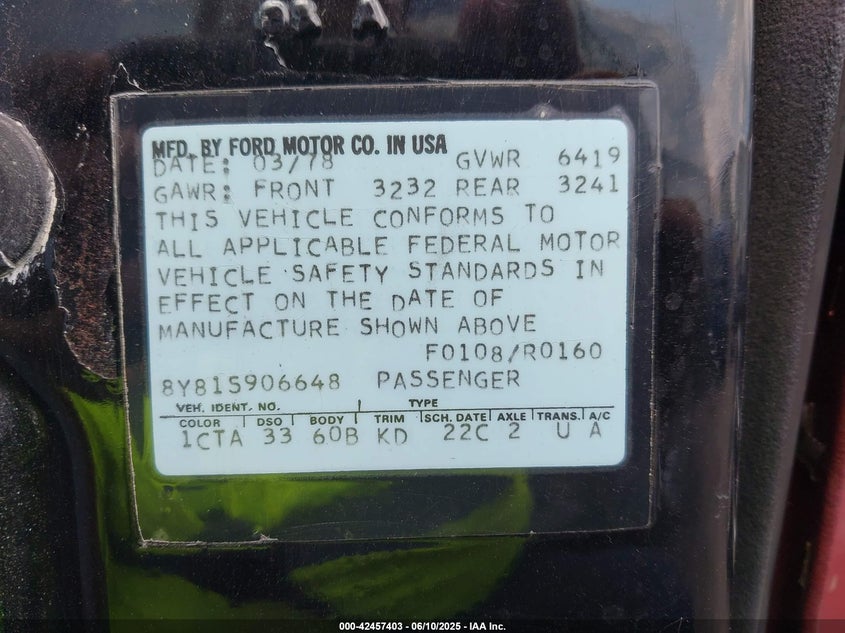 03 A
MFD. BY FORD MOTOR CO. IN USA
DATE: 03/78 GVWR 6419
GAWR: FRONT 3232 REAR 3241
THIS VEHICLE CONFORMS TO
ALL APPLICABLE FEDERAL MOTOR
VEHICLE SAFETY STANDARDS IN
EFFECT ON THE DATE OF
MANUFACTURE SHOWN ABOVE
F0108/R0160
8Y81S906648 PASSENGER
VEH. IDENT. NO. TYPE
COLOR DSO BODY TRIM SCH. DATE AXLE TRANS. A/C
1CTA 33 60B KD 22C 2 U A
000-42457403 - 06/10/2025 - IAA Inc.